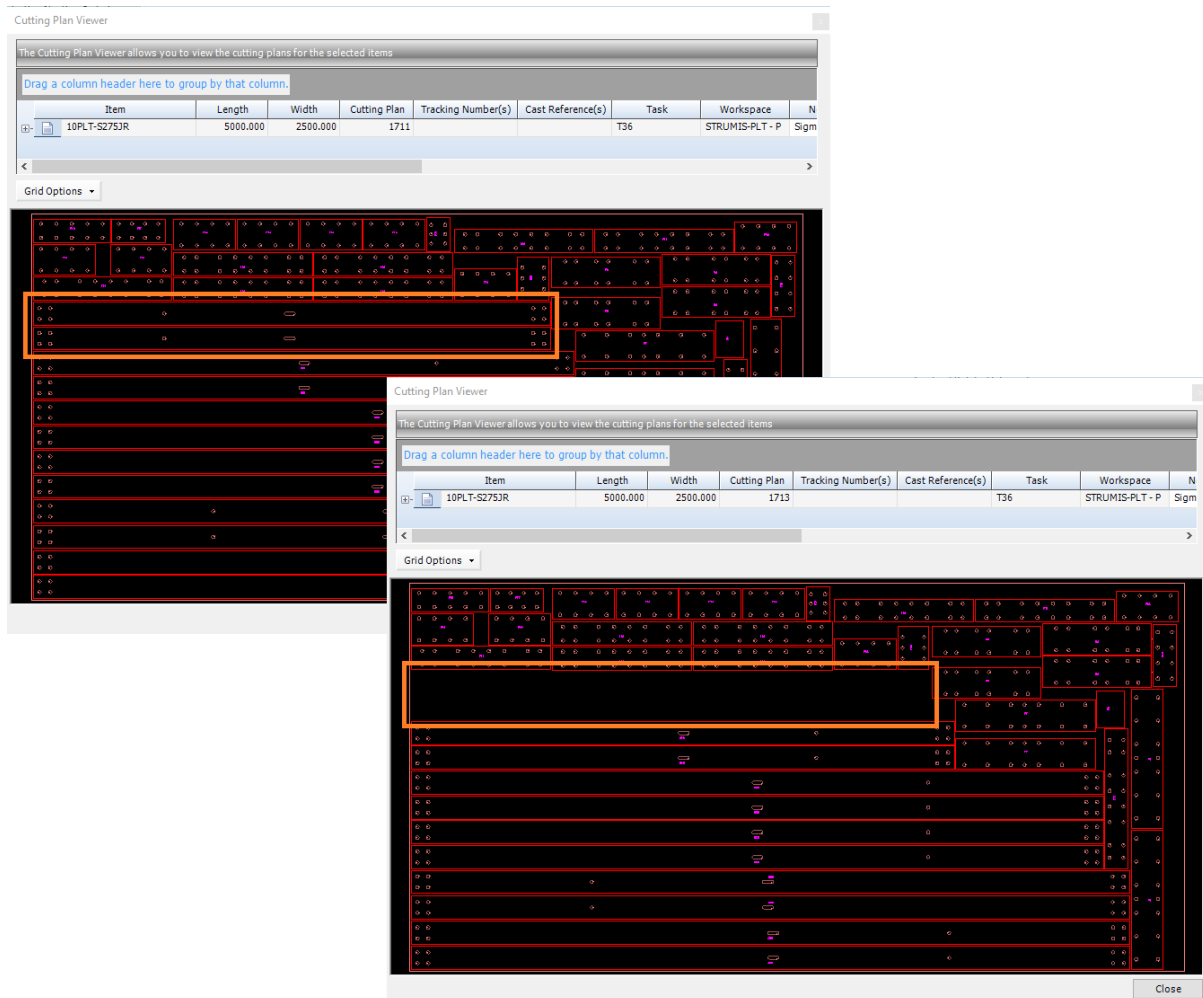 Cutting Plan Viewer
The Cutting Plan Viewer allows you to view the cutting plans for the selected items
Drag a column header here to group by that column.
Item Length Width Cutting Plan Tracking Number(s) Cast Reference(s) Task Workspace N
10PLT-S275JR 5000.000 2500.000 1711 T36 STRUMIS-PLT - P Sigm
Grid Options
Cutting Plan Viewer
The Cutting Plan Viewer allows you to view the cutting plans for the selected items
Drag a column header here to group by that column.
Item Length Width Cutting Plan Tracking Number(s) Cast Reference(s) Task Workspace N
10PLT-S275JR 5000.000 2500.000 1713 T36 STRUMIS-PLT - P Sigm
Grid Options
Close